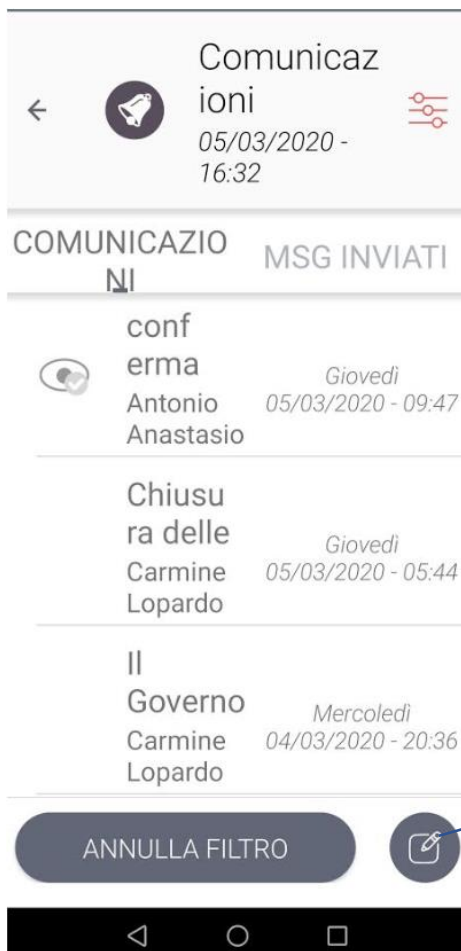 Comunicaz
ioni
05/03/2020 -
16:32
COMUNICAZIO
NI
MSG INVIATI
conf
erma
Antonio
Anastasio
Giovedì
05/03/2020 - 09:47
Chiusu
ra delle
Carmine
Lopardo
Giovedì
05/03/2020 - 05:44
Il
Governo
Carmine
Lopardo
Mercoledì
04/03/2020 - 20:36
ANNULLA FILTRO